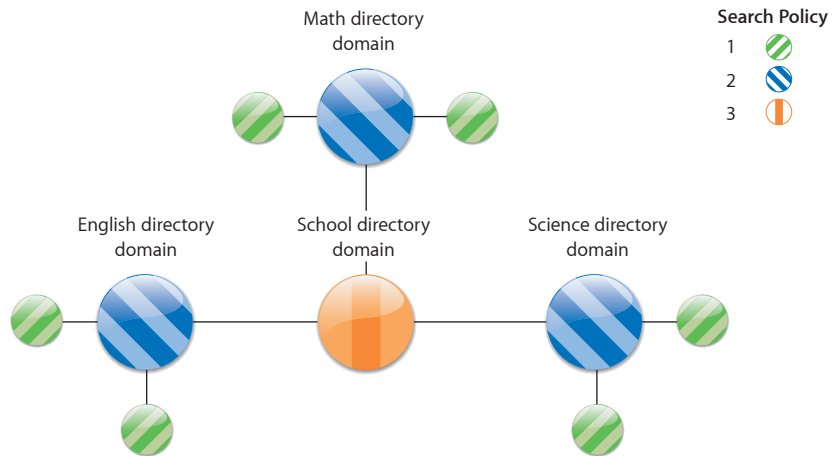 Math directory
domain
Search Policy
1
2
3
English directory
domain
School directory
domain
Science directory
domain